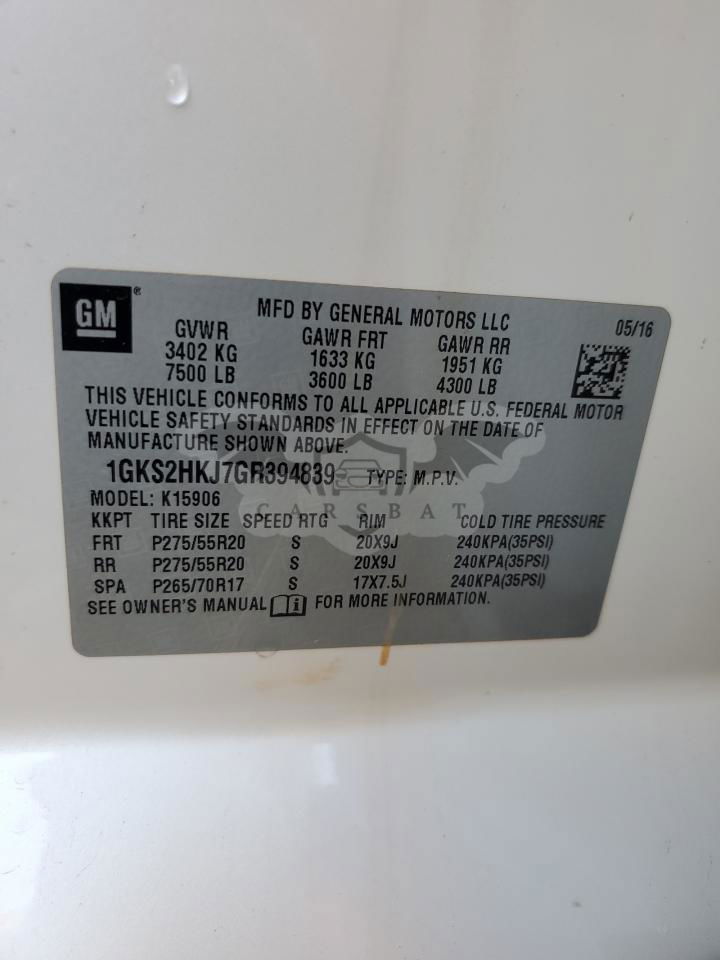 GM ®
MFD BY GENERAL MOTORS LLC 05/16
GVWR GAWR FRT GAWR RR
3402 KG 1633 KG 1951 KG
7500 LB 3600 LB 4300 LB
THIS VEHICLE CONFORMS TO ALL APPLICABLE U.S. FEDERAL MOTOR
VEHICLE SAFETY STANDARDS IN EFFECT ON THE DATE OF
MANUFACTURE SHOWN ABOVE.
1GKS2HKJ7GR394839 TYPE: M.P.V.
MODEL: K15906
CARSBAT
KKPT TIRE SIZE SPEED RTG RIM COLD TIRE PRESSURE
FRT P275/55R20 S 20X9J 240KPA(35PSI)
RR P275/55R20 S 20X9J 240KPA(35PSI)
SPA P265/70R17 S 17X7.5J 240KPA(35PSI)
SEE OWNER'S MANUAL FOR MORE INFORMATION.